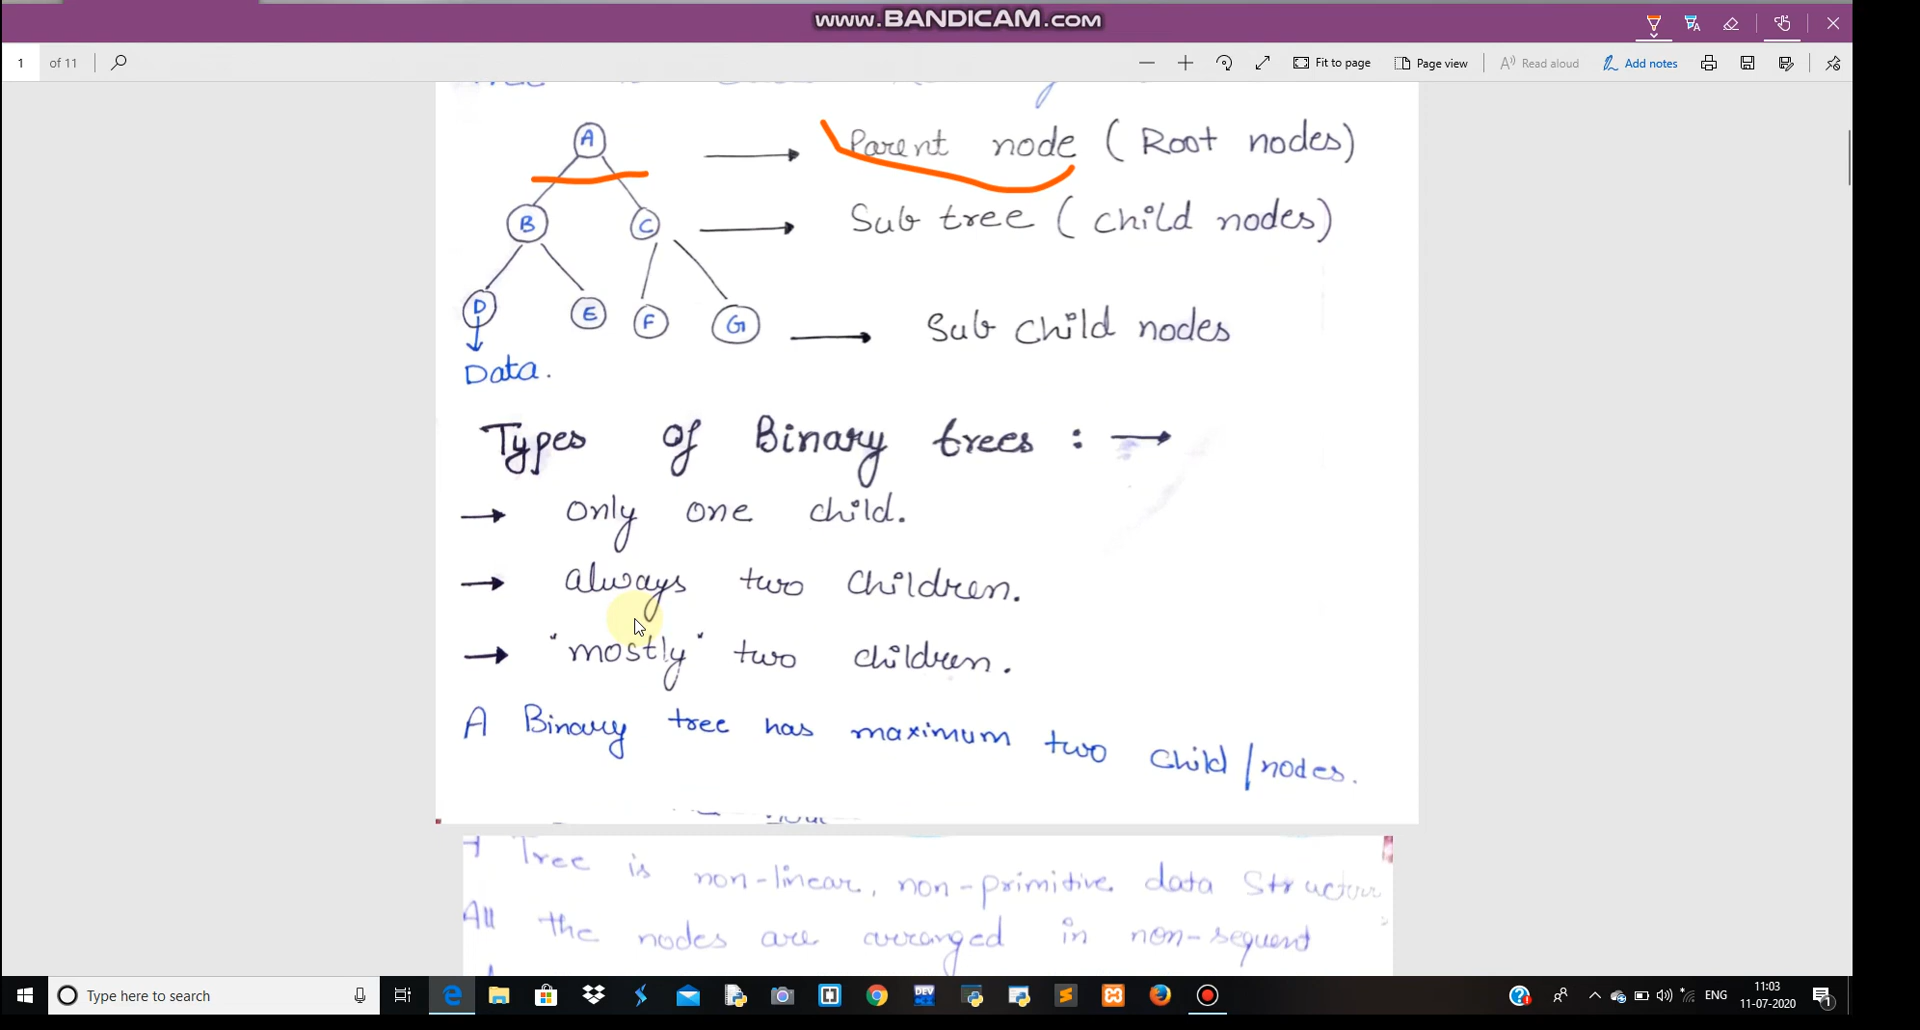 www.BANDICAM.com
1 of 11 Fit to page Page view Read aloud Add notes
A → Parent node (Root nodes)
B C → Sub tree (child nodes)
D E F G → Sub child nodes
Data.
Types of Binary trees : →
→ only one child.
→ always two children.
→ "mostly" two children.
A Binary tree has maximum two child/nodes.
Tree is non-linear, non-primitive data Structure
All the nodes are arranged in non-sequent
Type here to search
DEV
ENG
11:03
11-07-2020
1